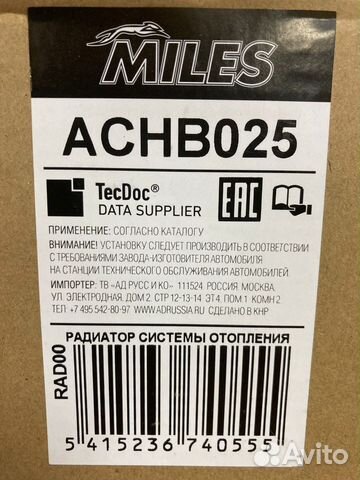 MILES
ACHB025
TecDoc®
DATA SUPPLIER
EAC
ПРИМЕНЕНИЕ: СОГЛАСНО КАТАЛОГУ
ВНИМАНИЕ! УСТАНОВКУ СЛЕДУЕТ ПРОИЗВОДИТЬ В СООТВЕТСТВИИ
С ТРЕБОВАНИЯМИ ЗАВОДА-ИЗГОТОВИТЕЛЯ АВТОМОБИЛЯ
НА СТАНЦИИ ТЕХНИЧЕСКОГО ОБСЛУЖИВАНИЯ АВТОМОБИЛЕЙ.
ИМПОРТЕР: ТВ «АД РУСС И КО» 111524 РОССИЯ. МОСКВА.
УЛ. ЭЛЕКТРОДНАЯ, ДОМ 2. СТР 12-13-14 ЭТ.4, ПОМ.1 КОМН 2
ТЕЛ.: +7 495 542-80-97 WWW.ADRUSSIA.RU СДЕЛАНО В КНР
РАДИАТОР СИСТЕМЫ ОТОПЛЕНИЯ
RAD00
5 415236 740555
Avito